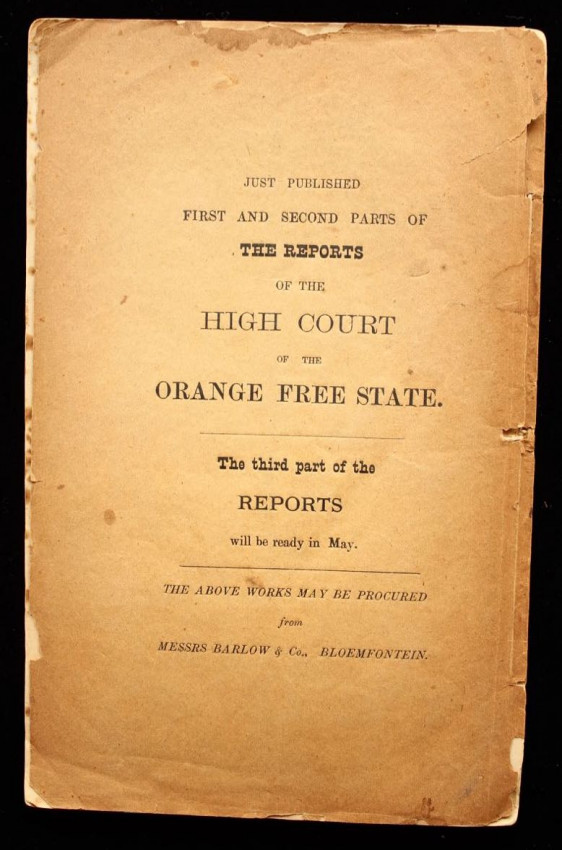 JUST PUBLISHED
FIRST AND SECOND PARTS OF
THE REPORTS
OF THE
HIGH COURT
OF THE
ORANGE FREE STATE.
The third part of the
REPORTS
will be ready in May.
THE ABOVE WORKS MAY BE PROCURED
from
MESSRS BARLOW & Co., BLOEMFONTEIN.